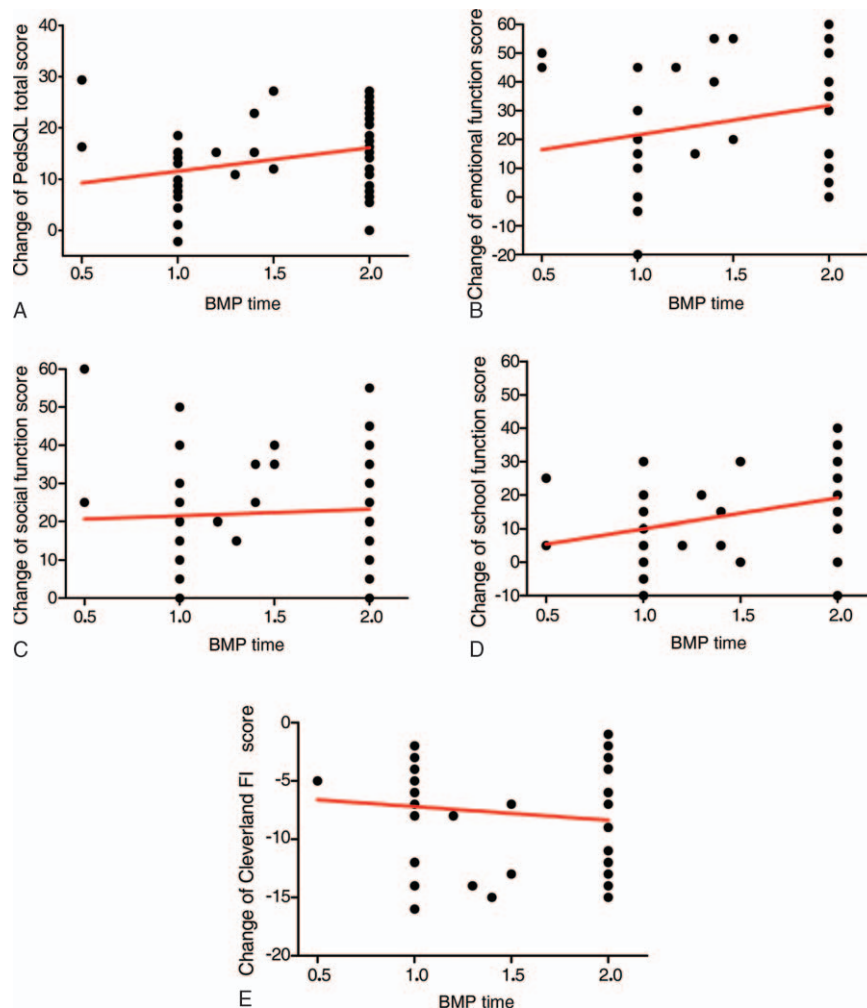 Change of PedsQL total score
40
30
20
10
0
0.5 1.0 1.5 2.0
BMP time
A
Change of emotional function score
60
50
40
30
20
10
0
-10
-20
0.5 1.0 1.5 2.0
BMP time
B
Change of social function score
60
50
40
30
20
10
0
0.5 1.0 1.5 2.0
BMP time
C
Change of school function score
60
50
40
30
20
10
0
-10
0.5 1.0 1.5 2.0
BMP time
D
Change of Cleverland FI score
0
-5
-10
-15
-20
0.5 1.0 1.5 2.0
BMP time
E